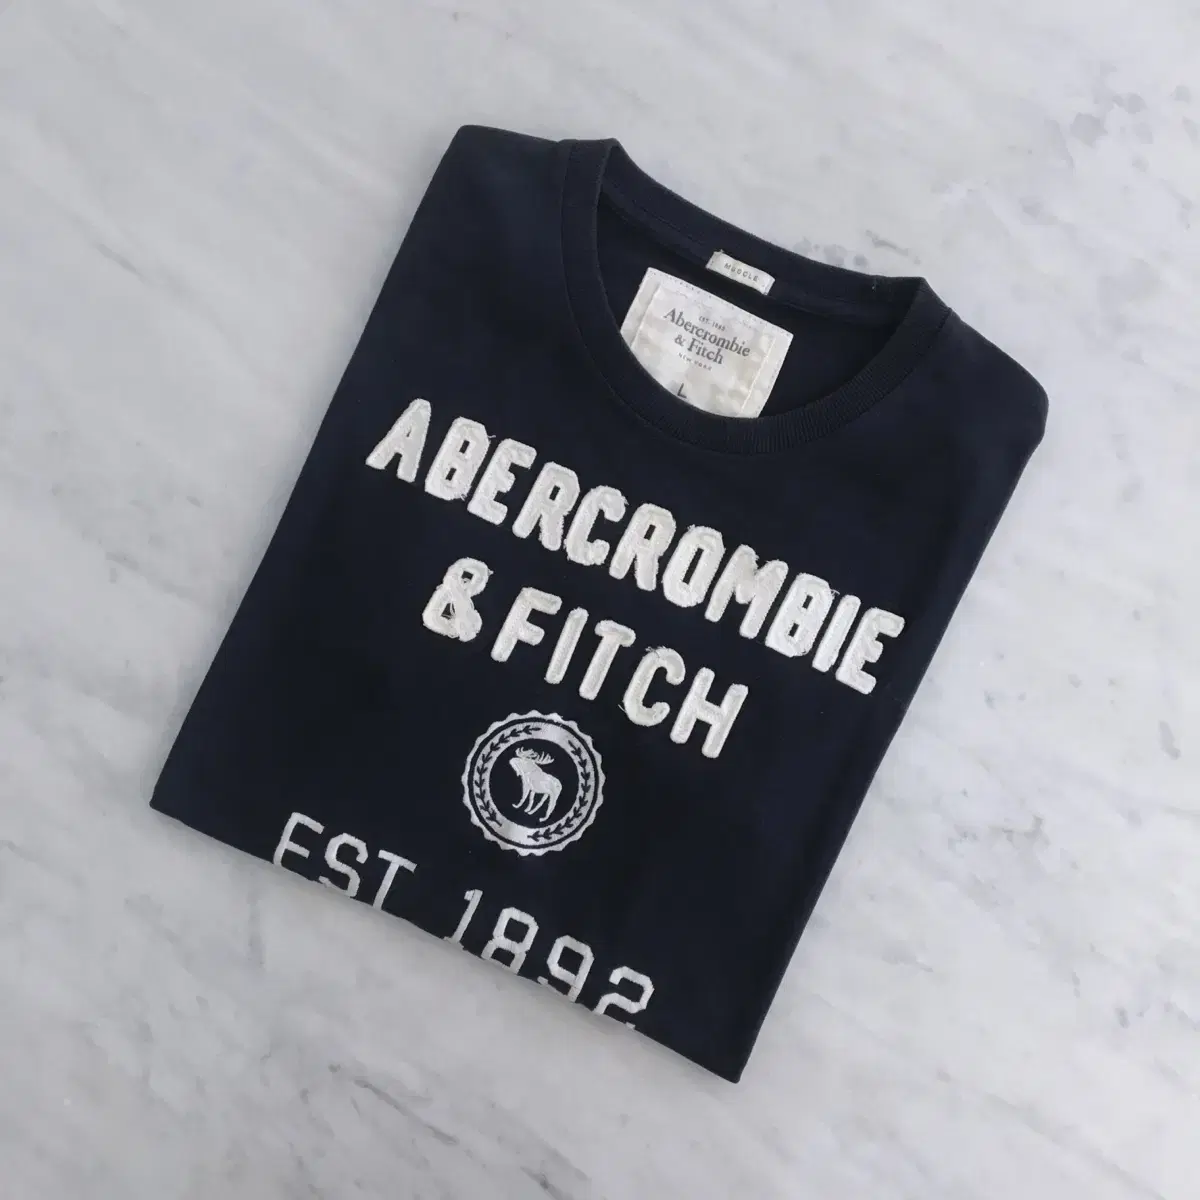 MUSCLE
EST. 1892
Abercrombie
& Fitch
NEW YORK
L
ABERCROMBIE
& FITCH
EST. 1892